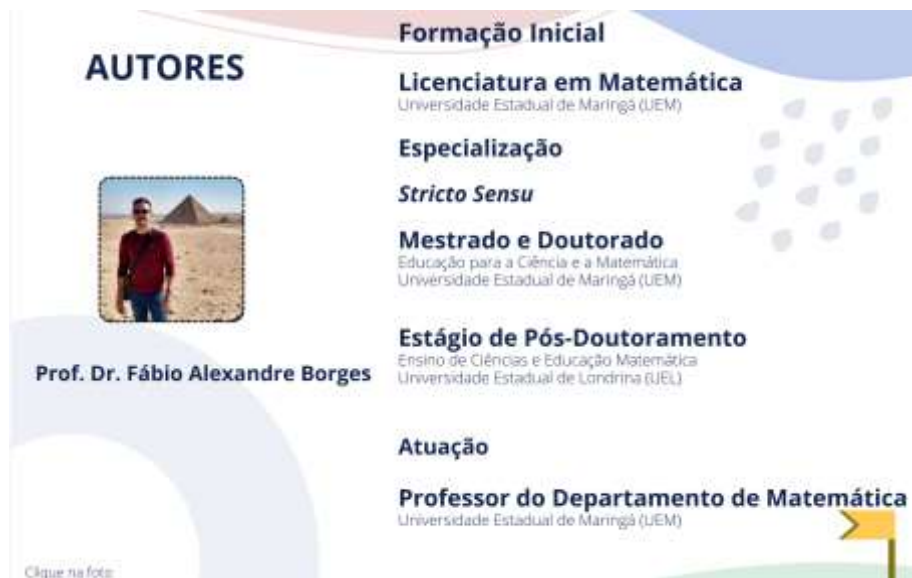 AUTORES
Prof. Dr. Fábio Alexandre Borges
Clique na foto
Formação Inicial
Licenciatura em Matemática
Universidade Estadual de Maringá (UEM)
Especialização
Stricto Sensu
Mestrado e Doutorado
Educação para a Ciência e a Matemática
Universidade Estadual de Maringá (UEM)
Estágio de Pós-Doutoramento
Ensino de Ciências e Educação Matemática
Universidade Estadual de Londrina (UEL)
Atuação
Professor do Departamento de Matemática
Universidade Estadual de Maringá (UEM)